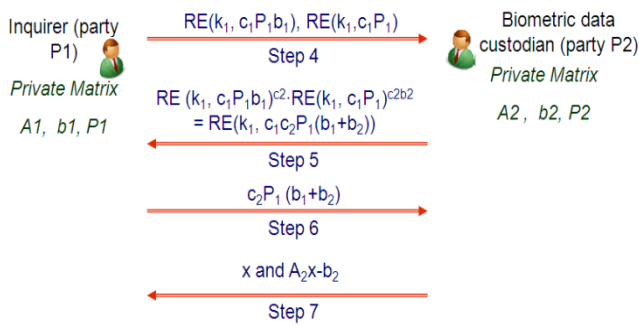 Inquirer (party
P1)
Private Matrix
A1, b1, P1
RE(k₁, c₁P₁b₁), RE(k₁,c₁P₁)
Step 4
RE (k₁, c₁P₁b₁)ᶜ²·RE(k₁, c₁P₁)ᶜ²ᵇ²
= RE(k₁, c₁c₂P₁(b₁+b₂))
Step 5
c₂P₁ (b₁+b₂)
Step 6
x and A₂x-b₂
Step 7
Biometric data
custodian (party P2)
Private Matrix
A2 , b2, P2